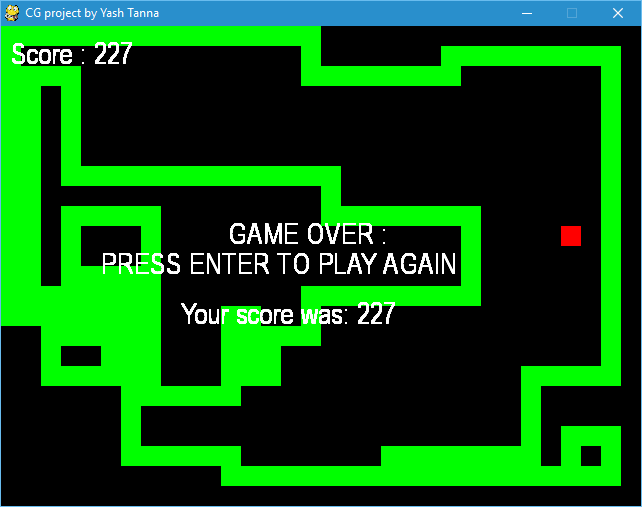 CG project by Yash Tanna
Score : 227
GAME OVER :
PRESS ENTER TO PLAY AGAIN
Your score was: 227